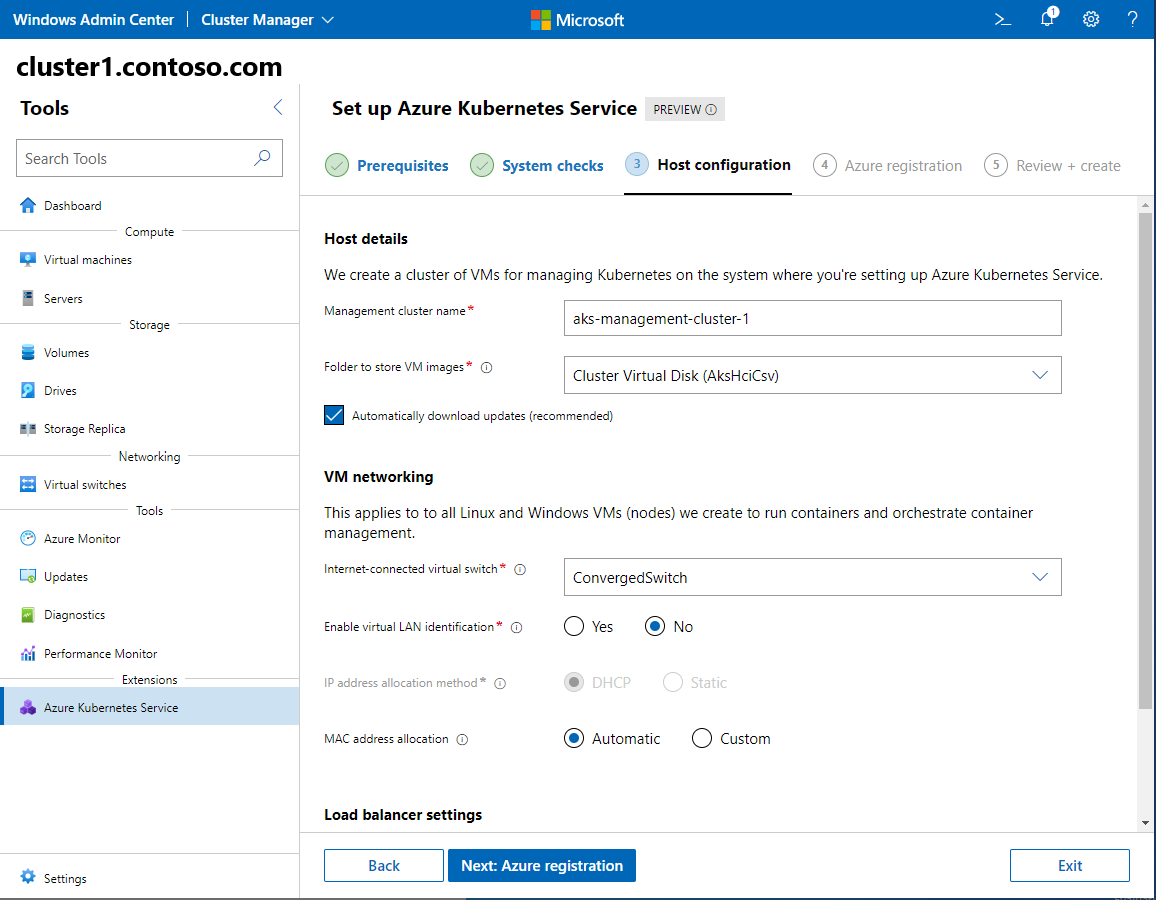 Windows Admin Center | Cluster Manager
Microsoft
1
cluster1.contoso.com
Tools
Search Tools
Dashboard
Compute
Virtual machines
Servers
Storage
Volumes
Drives
Storage Replica
Networking
Virtual switches
Tools
Azure Monitor
Updates
Diagnostics
Performance Monitor
Extensions
Azure Kubernetes Service
Settings
Set up Azure Kubernetes Service PREVIEW
Prerequisites System checks 3 Host configuration 4 Azure registration 5 Review + create
Host details
We create a cluster of VMs for managing Kubernetes on the system where you're setting up Azure Kubernetes Service.
Management cluster name* aks-management-cluster-1
Folder to store VM images* Cluster Virtual Disk (AksHciCsv)
Automatically download updates (recommended)
VM networking
This applies to to all Linux and Windows VMs (nodes) we create to run containers and orchestrate container
management.
Internet-connected virtual switch* ConvergedSwitch
Enable virtual LAN identification* Yes No
IP address allocation method* DHCP Static
MAC address allocation Automatic Custom
Load balancer settings
Back Next: Azure registration Exit